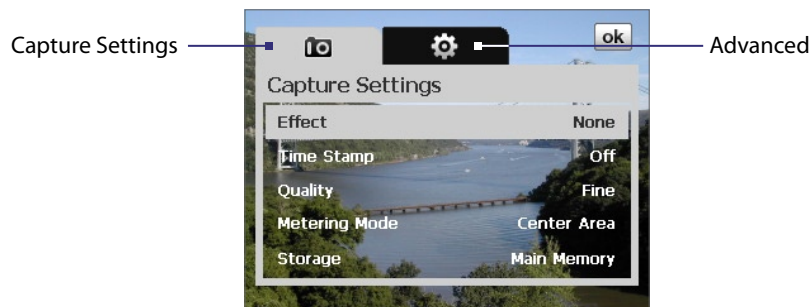 Capture Settings
Advanced
ok
Capture Settings
Effect None
Time Stamp Off
Quality Fine
Metering Mode Center Area
Storage Main Memory